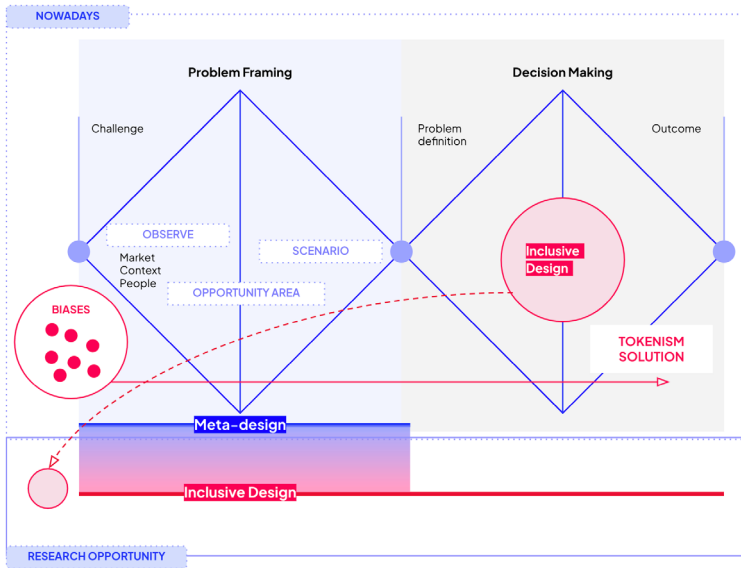 NOWADAYS
Problem Framing
Decision Making
Challenge
Problem
definition
Outcome
OBSERVE
Market
Context
People
SCENARIO
OPPORTUNITY AREA
Inclusive
Design
BIASES
TOKENISM
SOLUTION
Meta-design
Inclusive Design
RESEARCH OPPORTUNITY